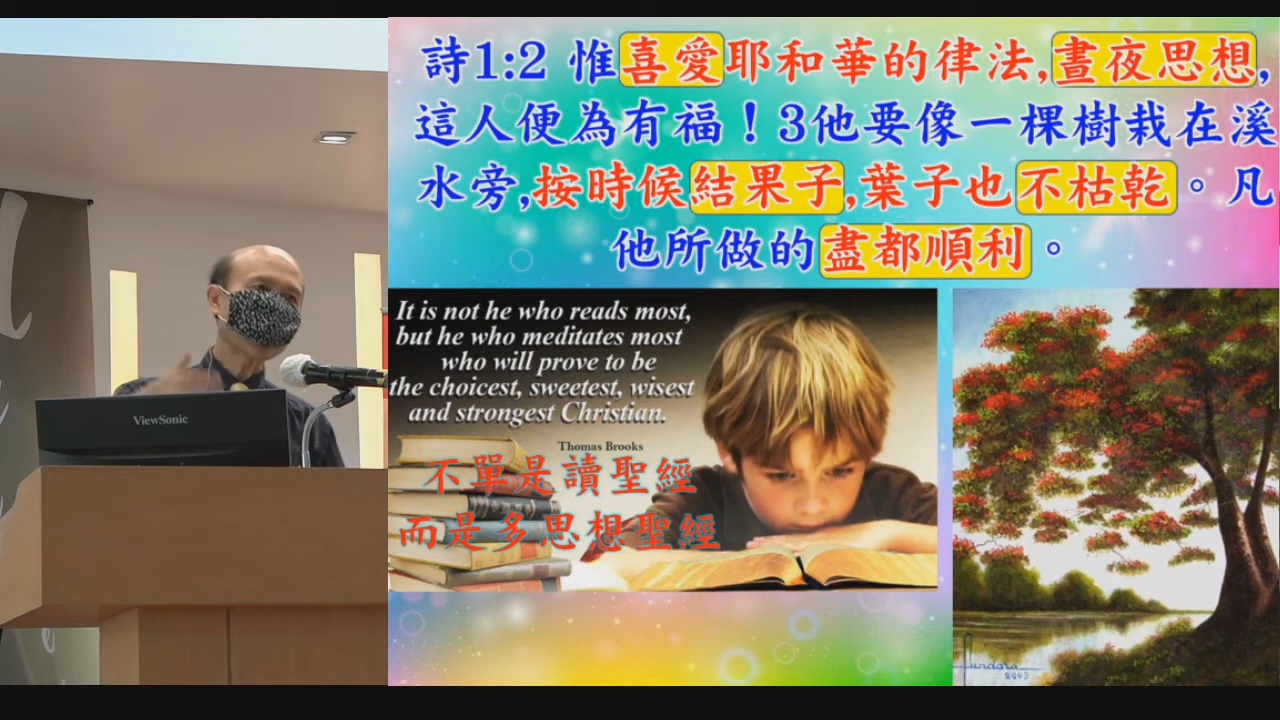 詩1:2 惟喜愛耶和華的律法,晝夜思想,
這人便為有福！3他要像一棵樹栽在溪
水旁,按時候結果子,葉子也不枯乾。凡
他所做的盡都順利。
It is not he who reads most,
but he who meditates most
who will prove to be
the choicest, sweetest, wisest
and strongest Christian.
Thomas Brooks
不單是讀聖經
而是多思想聖經
ViewSonic